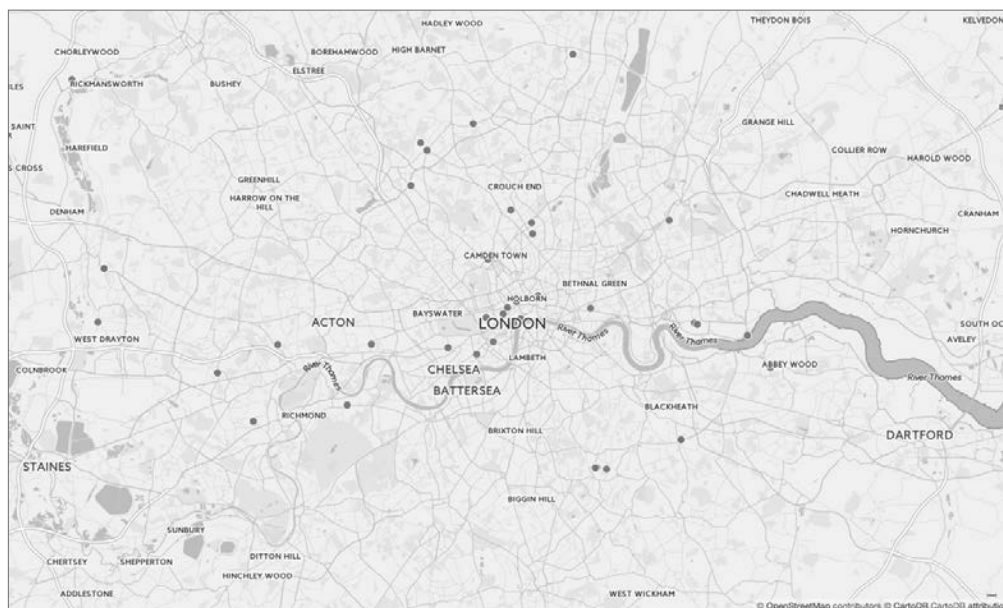 HADLEY WOOD
THEYDON BOIS
KELVEDON
CHORLEYWOOD
BOREHAMWOOD
HIGH BARNET
ELSTREE
RICKMANSWORTH
BUSHEY
SAINT
GRANGE HILL
HAREFIELD
COLLIER ROW
HAROLD WOOD
S CROSS
GREENHILL
CROUCH END
HARROW ON THE
HILL
CHADWELL HEATH
DENHAM
CRANHAM
HORNCHURCH
CAMDEN TOWN
BETHNAL GREEN
HOLBORN
BAYSWATER
ACTON
LONDON
SOUTH OC
River Thames
River Thames
WEST DRAYTON
AVELEY
LAMBETH
COLNBROOK
River Thames
CHELSEA
ABBEY WOOD
River Thames
BATTERSEA
RICHMOND
BLACKHEATH
BRIXTON HILL
DARTFORD
STAINES
BIGGIN HILL
SUNBURY
DITTON HILL
CHERTSEY
SHEPPERTON
HINCHLEY WOOD
ADDLESTONE
WEST WICKHAM
© OpenStreetMap contributors © CartoDB CartoDB attribut